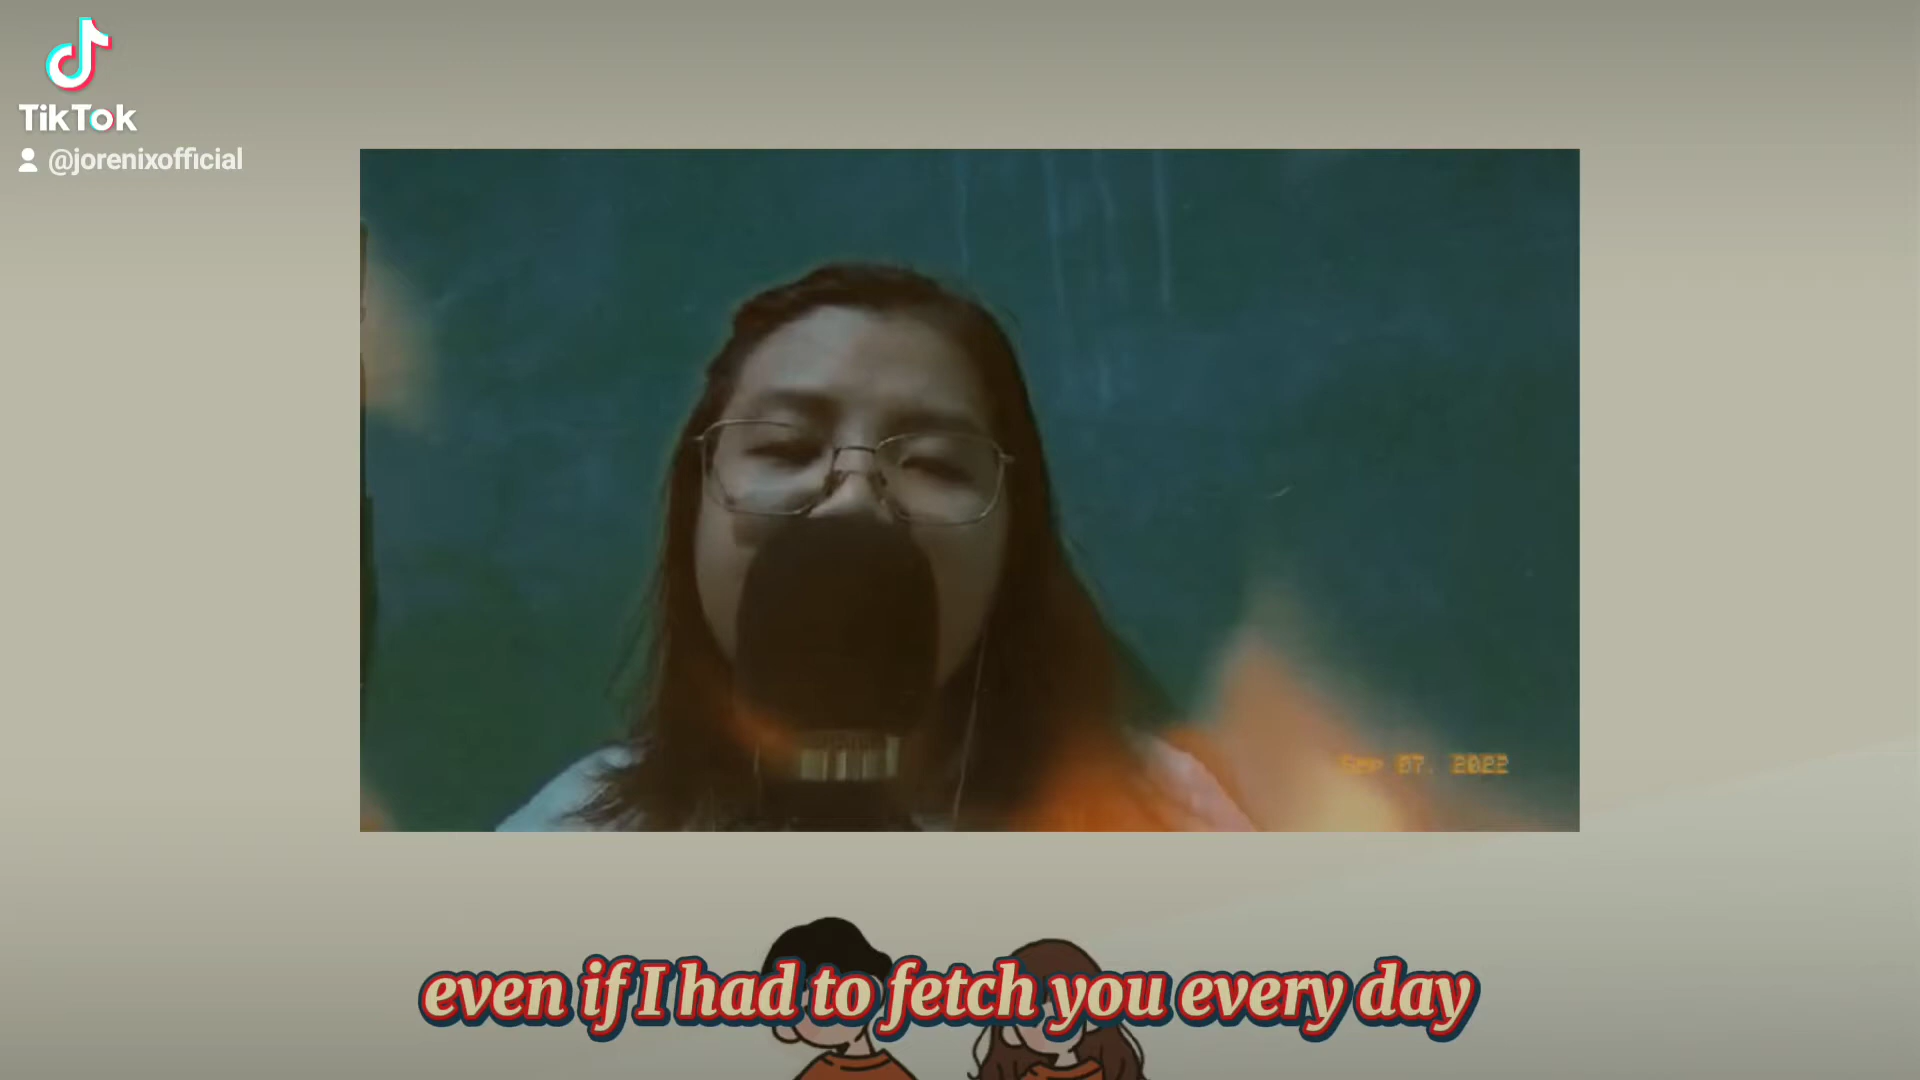 TikTok
@jorenixofficial
Sep 07. 2022
even if I had to fetch you every day